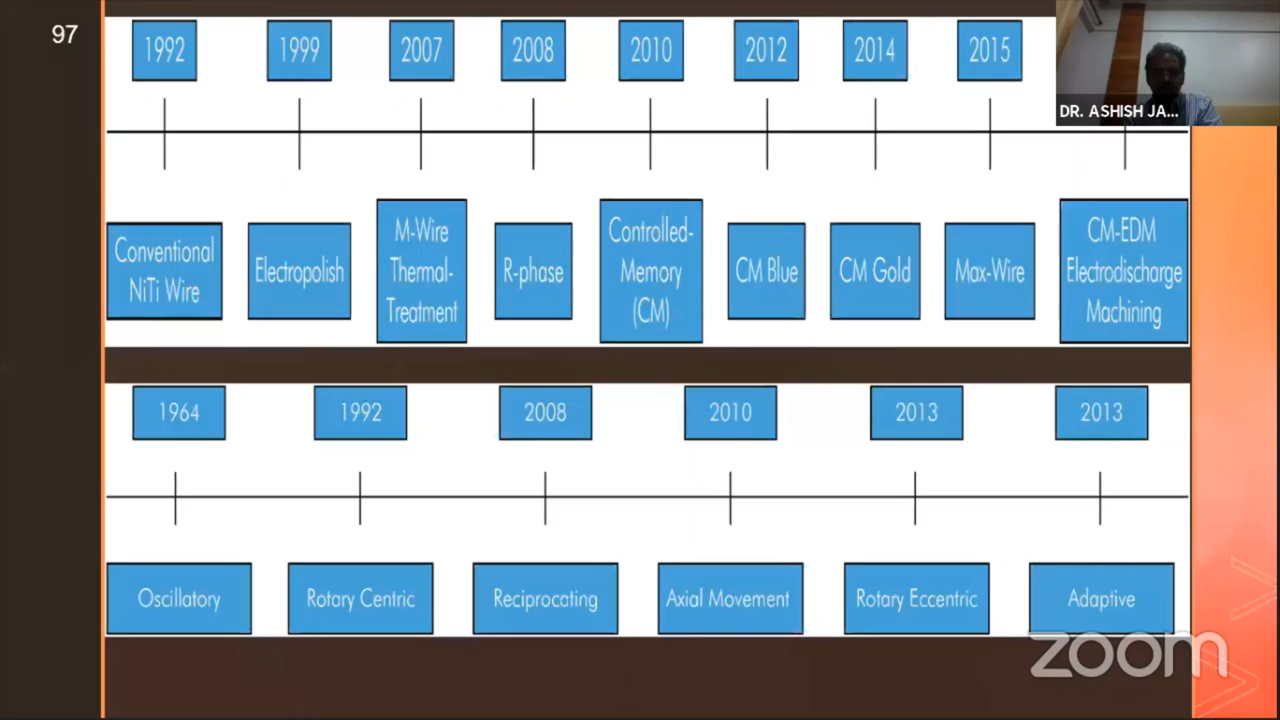 97
1992 1999 2007 2008 2010 2012 2014 2015
DR. ASHISH JA...
Conventional
NiTi Wire
Electropolish
M-Wire
Thermal-
Treatment
R-phase
Controlled-
Memory
(CM)
CM Blue
CM Gold
Max-Wire
CM-EDM
Electrodischarge
Machining
1964 1992 2008 2010 2013 2013
Oscillatory Rotary Centric Reciprocating Axial Movement Rotary Eccentric Adaptive
zoom